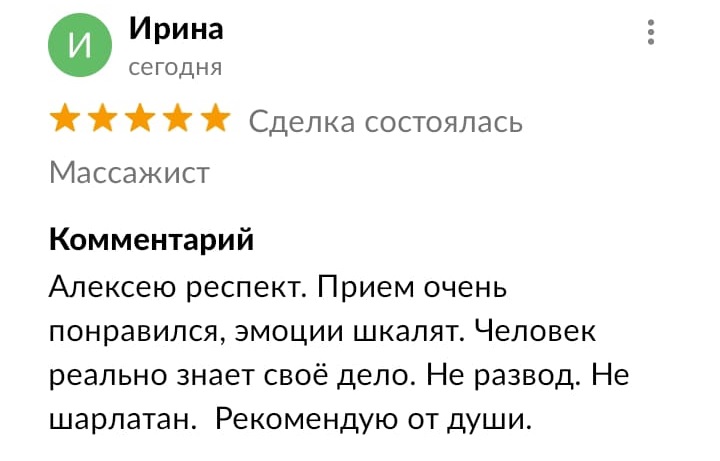 И
Ирина
сегодня
Сделка состоялась
Массажист
Комментарий
Алексею респект. Прием очень
понравился, эмоции шкалят. Человек
реально знает своё дело. Не развод. Не
шарлатан.  Рекомендую от души.